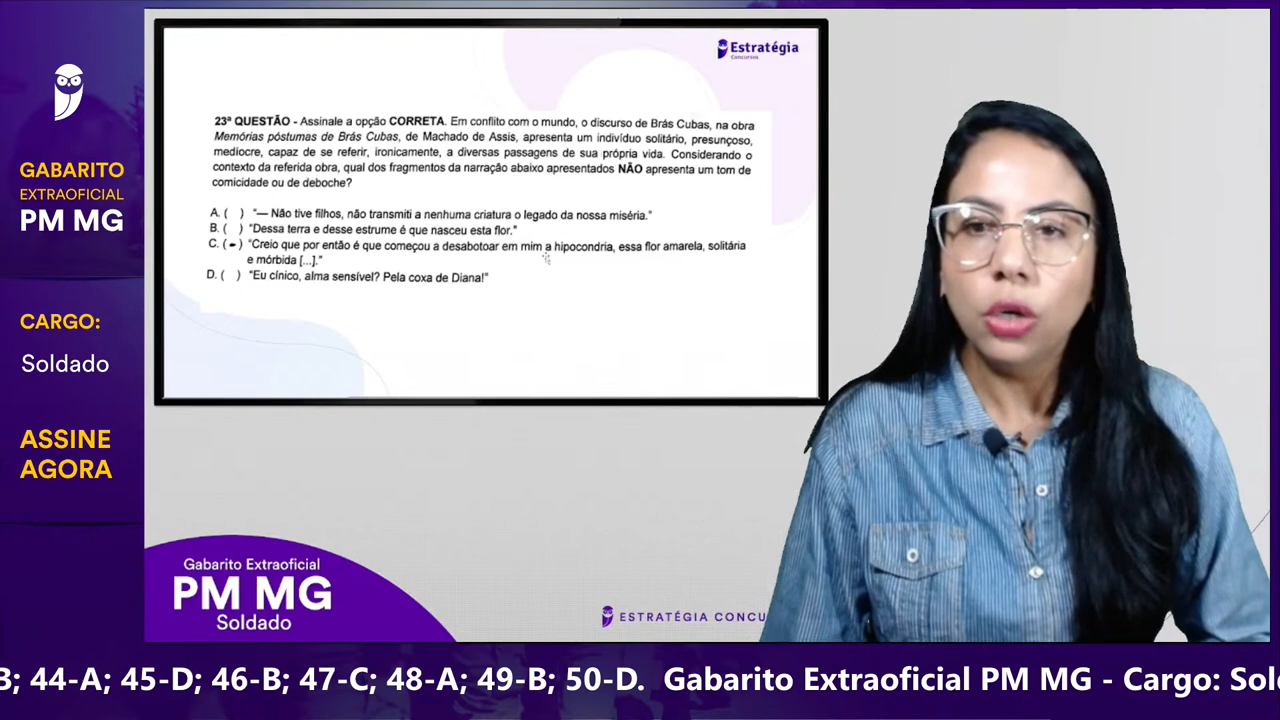 GABARITO
EXTRAOFICIAL
PM MG
CARGO:
Soldado
ASSINE
AGORA
Estratégia
Concursos
23ª QUESTÃO - Assinale a opção CORRETA. Em conflito com o mundo, o discurso de Brás Cubas, na obra
Memórias póstumas de Brás Cubas, de Machado de Assis, apresenta um indivíduo solitário, presunçoso,
medíocre, capaz de se referir, ironicamente, a diversas passagens de sua própria vida. Considerando o
contexto da referida obra, qual dos fragmentos da narração abaixo apresentados NÃO apresenta um tom de
comicidade ou de deboche?
A. ( ) "— Não tive filhos, não transmiti a nenhuma criatura o legado da nossa miséria."
B. ( ) "Dessa terra e desse estrume é que nasceu esta flor."
C. ( ) "Creio que por então é que começou a desabotoar em mim a hipocondria, essa flor amarela, solitária
e mórbida [...]."
D. ( ) "Eu cínico, alma sensível? Pela coxa de Diana!"
Gabarito Extraoficial
PM MG
Soldado
ESTRATÉGIA CONCU
B; 44-A; 45-D; 46-B; 47-C; 48-A; 49-B; 50-D. Gabarito Extraoficial PM MG - Cargo: Sol